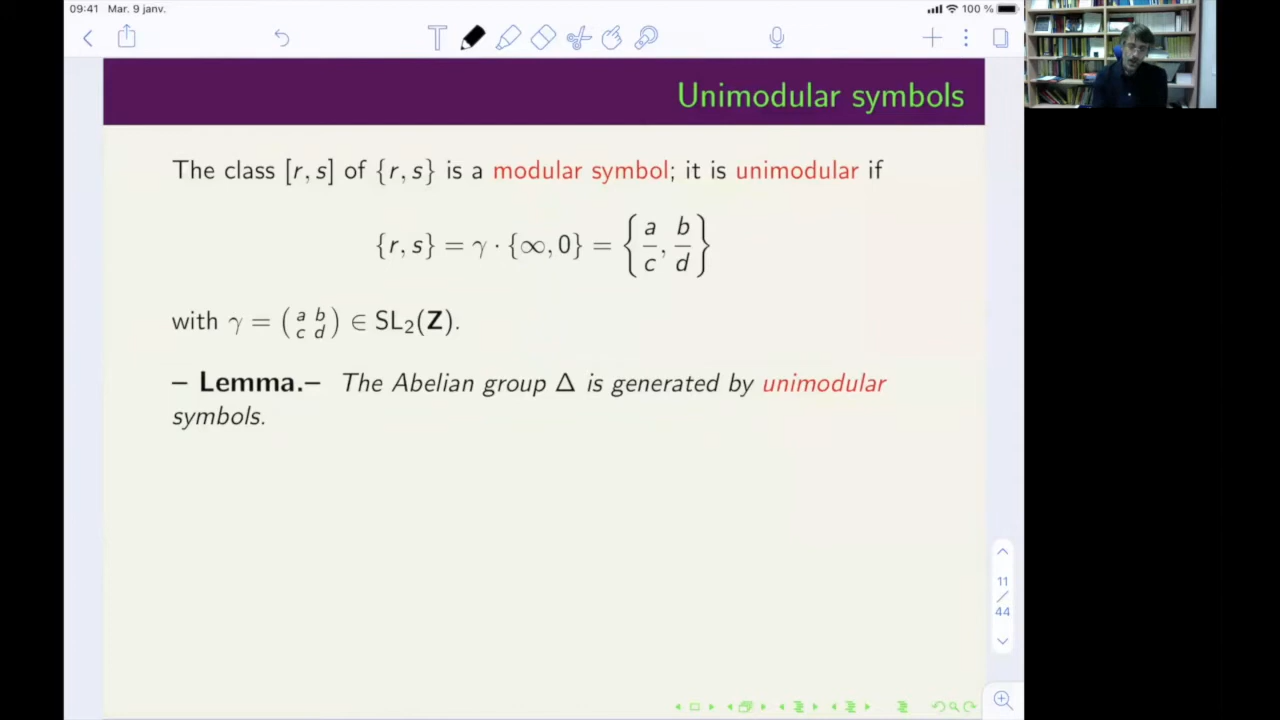 09:41 Mar. 9 janv.
100 %
Unimodular symbols
The class [r, s] of {r, s} is a modular symbol; it is unimodular if
{r, s} = γ · {∞, 0} = {a/c, b/d}
with γ = (a b c d) ∈ SL₂(Z).
– Lemma.– The Abelian group Δ is generated by unimodular
symbols.
11
/
44